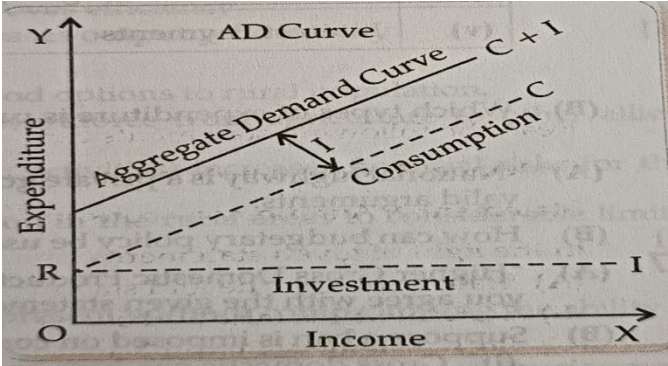 Y
AD Curve
C + I
Aggregate Demand Curve
C
I
Consumption
Expenditure
R
I
Investment
O
Income
X